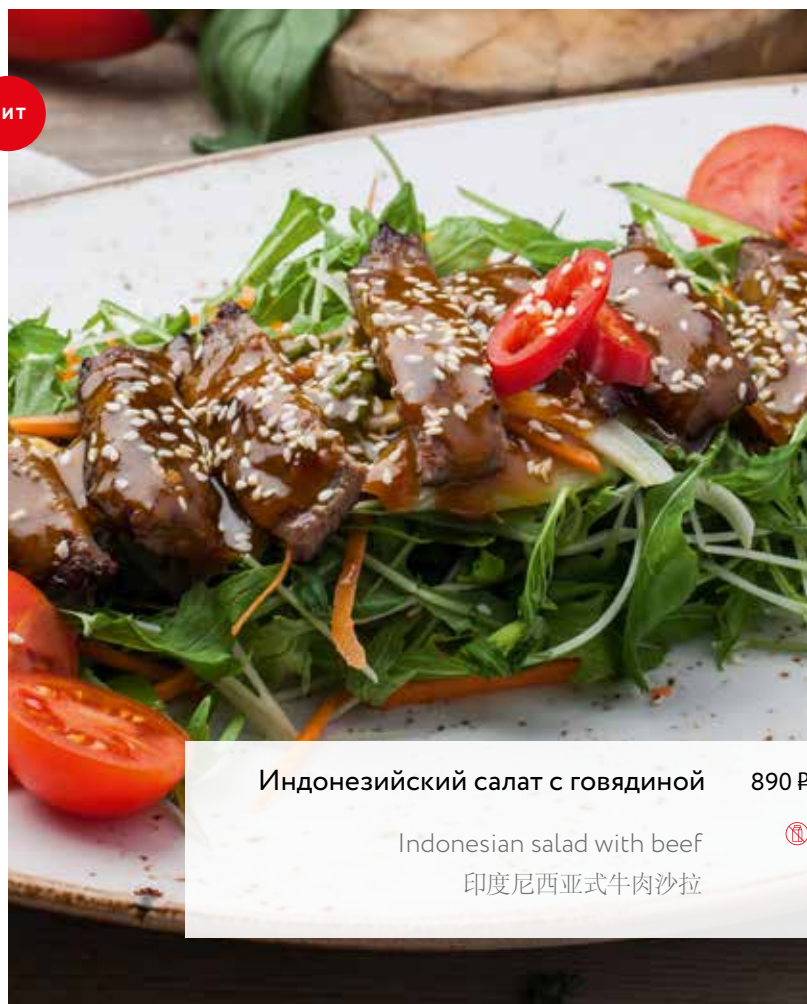 ит
Индонезийский салат с говядиной 890 ₽
Indonesian salad with beef
印度尼西亚式牛肉沙拉